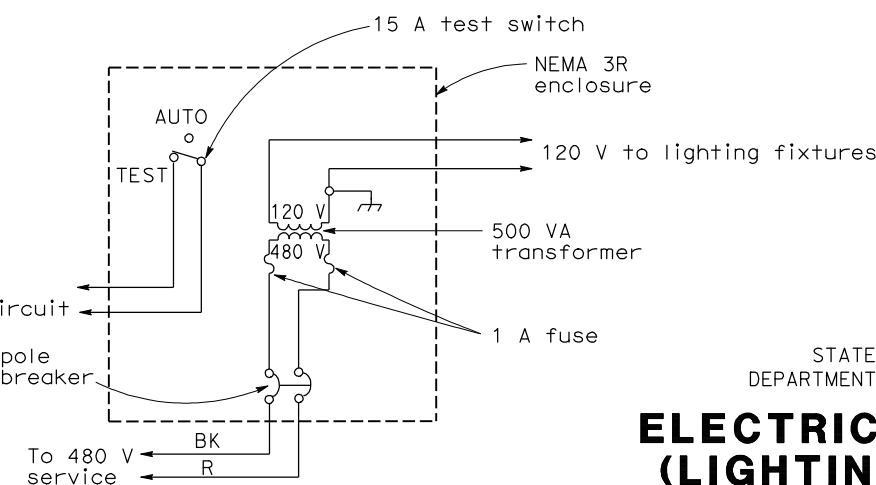 15 A test switch
NEMA 3R
enclosure
AUTO
TEST
120 V to lighting fixtures
120 V
500 VA
transformer
480 V
ircuit
1 A fuse
pole
breaker
STATE
DEPARTMENT
ELECTRIC
(LIGHTIN
BK
To 480 V
R
service